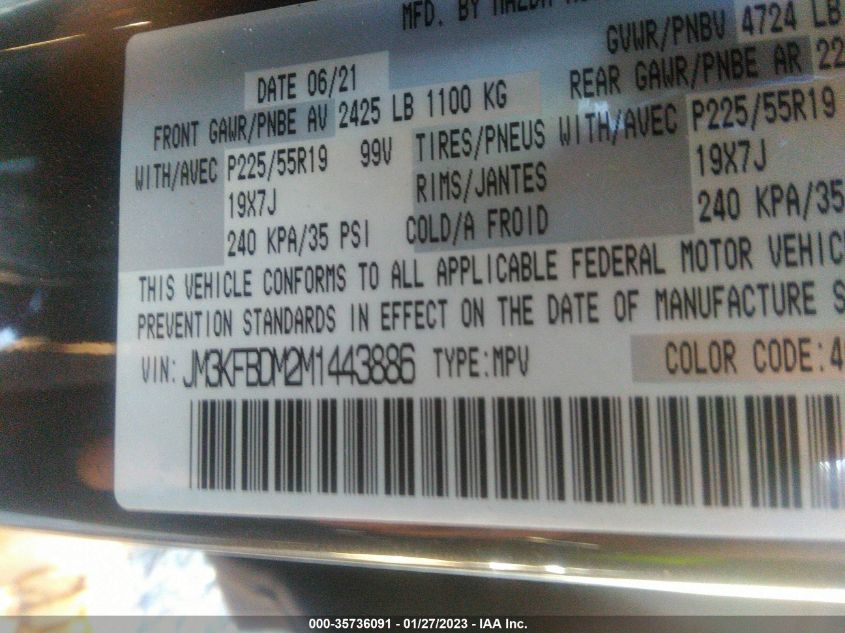 MFD. BY MAZDA
GVWR/PNBV 4724 LB
DATE 06/21
REAR GAWR/PNBE AR 22
FRONT GAWR/PNBE AV 2425 LB 1100 KG
WITH/AVEC P225/55R19 99V TIRES/PNEUS WITH/AVEC P225/55R19
19X7J RIMS/JANTES 19X7J
240 KPA/35 PSI COLD/A FROID 240 KPA/35
THIS VEHICLE CONFORMS TO ALL APPLICABLE FEDERAL MOTOR VEHIC
PREVENTION STANDARDS IN EFFECT ON THE DATE OF MANUFACTURE S
VIN: JM3KFBDM2M1443886 TYPE:MPV COLOR CODE:4
000-35736091 — 01/27/2023 — IAA Inc.